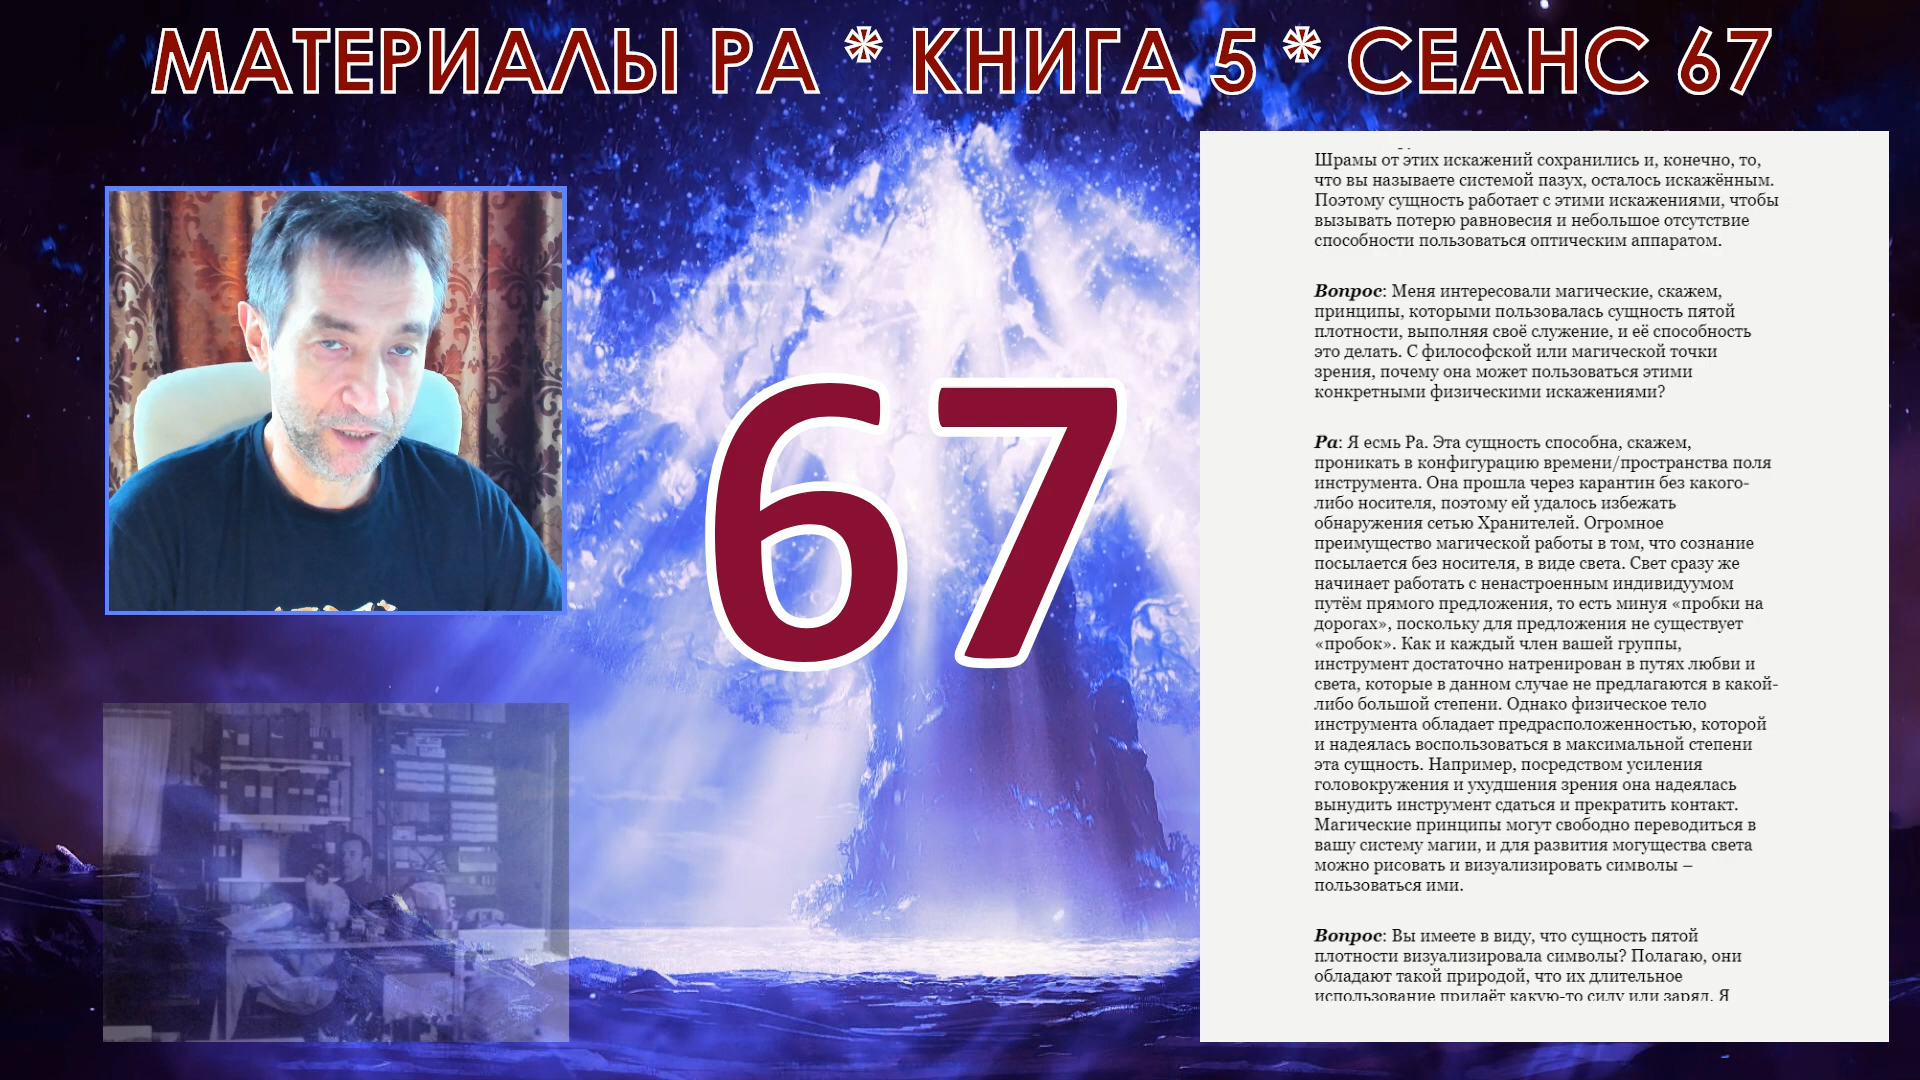 МАТЕРИАЛЫ РА * КНИГА 5 * СЕАНС 67
67
Шрамы от этих искажений сохранились и, конечно, то,
что вы называете системой пазух, осталось искажённым.
Поэтому сущность работает с этими искажениями, чтобы
вызывать потерю равновесия и небольшое отсутствие
способности пользоваться оптическим аппаратом.
Вопрос: Меня интересовали магические, скажем,
принципы, которыми пользовалась сущность пятой
плотности, выполняя своё служение, и её способность
это делать. С философской или магической точки
зрения, почему она может пользоваться этими
конкретными физическими искажениями?
Ра: Я есмь Ра. Эта сущность способна, скажем,
проникать в конфигурацию времени/пространства поля
инструмента. Она прошла через карантин без какого-
либо носителя, поэтому ей удалось избежать
обнаружения сетью Хранителей. Огромное
преимущество магической работы в том, что сознание
посылается без носителя, в виде света. Свет сразу же
начинает работать с ненастроенным индивидуумом
путём прямого предложения, то есть минуя «пробки на
дорогах», поскольку для предложения не существует
«пробок». Как и каждый член вашей группы,
инструмент достаточно натренирован в путях любви и
света, которые в данном случае не предлагаются в какой-
либо большой степени. Однако физическое тело
инструмента обладает предрасположенностью, которой
и надеялась воспользоваться в максимальной степени
эта сущность. Например, посредством усиления
головокружения и ухудшения зрения она надеялась
вынудить инструмент сдаться и прекратить контакт.
Магические принципы могут свободно переводиться в
вашу систему магии, и для развития могущества света
можно рисовать и визуализировать символы –
пользоваться ими.
Вопрос: Вы имеете в виду, что сущность пятой
плотности визуализировала символы? Полагаю, они
обладают такой природой, что их длительное
использование придаёт какую-то силу или заряд. Я